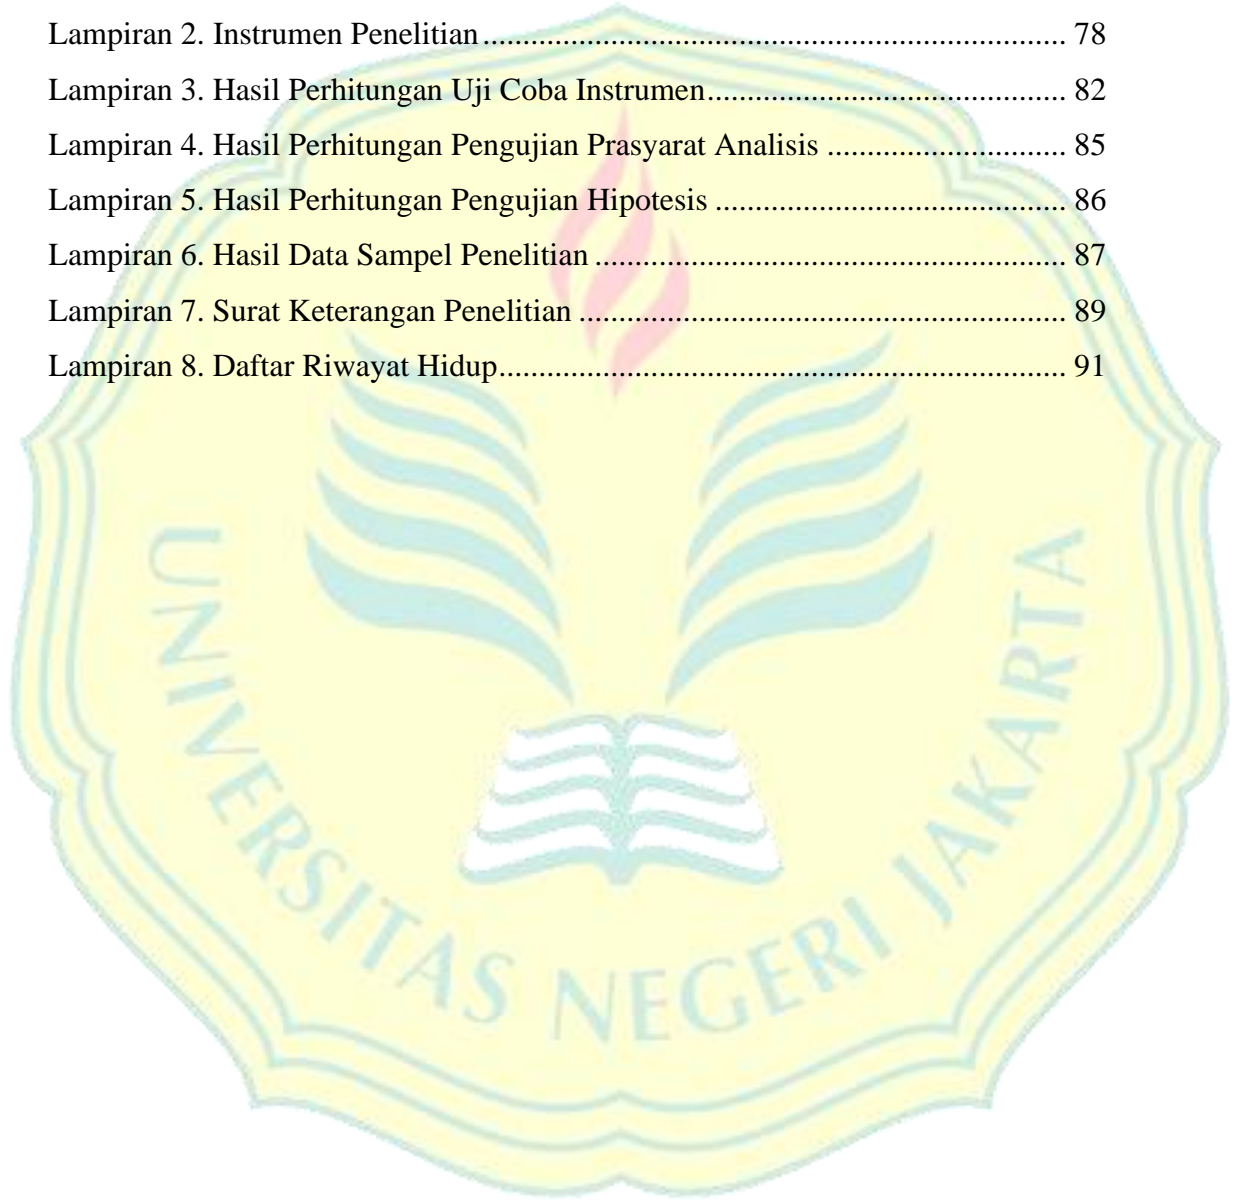 Lampiran 2. Instrumen Penelitian ......................................................................... 78
Lampiran 3. Hasil Perhitungan Uji Coba Instrumen............................................. 82
Lampiran 4. Hasil Perhitungan Pengujian Prasyarat Analisis .............................. 85
Lampiran 5. Hasil Perhitungan Pengujian Hipotesis ............................................ 86
Lampiran 6. Hasil Data Sampel Penelitian ........................................................... 87
Lampiran 7. Surat Keterangan Penelitian ............................................................. 89
Lampiran 8. Daftar Riwayat Hidup....................................................................... 91
UNIVERSITAS NEGERI JAKARTA